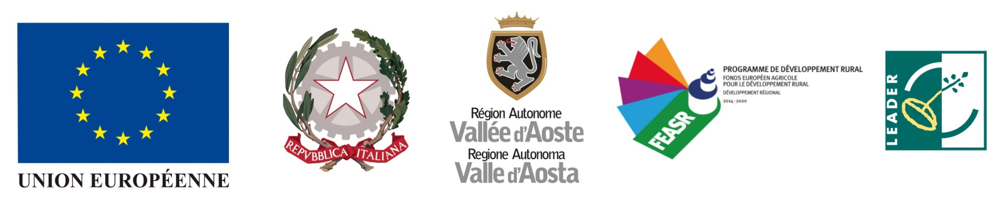 UNION EUROPÉENNE
REPVBBLICA ITALIANA
Région Autonome
Vallée d'Aoste
Regione Autonoma
Valle d'Aosta
FEASR
PROGRAMME DE DÉVELOPPEMENT RURAL
FONDS EUROPÉEN AGRICOLE
POUR LE DÉVELOPPEMENT RURAL
DÉVELOPPEMENT RÉGIONAL
2014 - 2020
LEADER